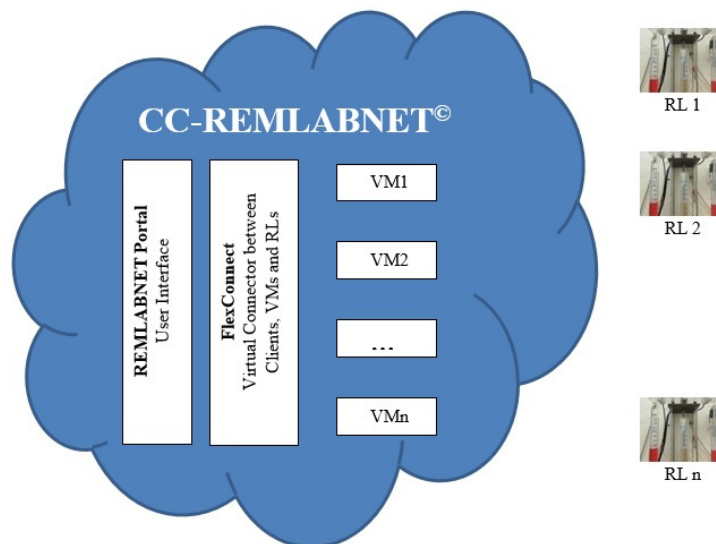 CC-REMLABNET©
REMLABNET Portal
User Interface
FlexConnect
Virtual Connector between
Clients, VMs and RLs
VM1
VM2
...
VMn
RL 1
RL 2
RL n